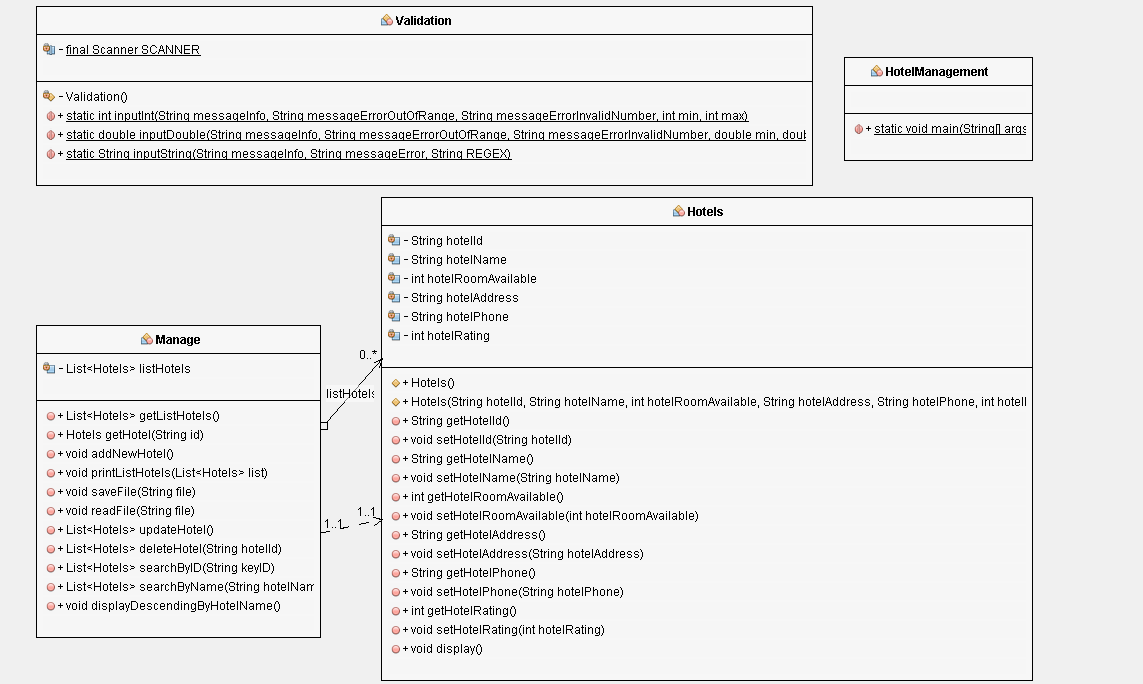 Validation
- final Scanner SCANNER
- Validation()
+ static int inputInt(String messageInfo, String messageErrorOutOfRange, String messageErrorInvalidNumber, int min, int max)
+ static double inputDouble(String messageInfo, String messageErrorOutOfRange, String messageErrorInvalidNumber, double min,
+ static String inputString(String messageInfo, String messageError, String REGEX)
HotelManagement
+ static void main(String[] args
Hotels
- String hotelId
- String hotelName
- int hotelRoomAvailable
- String hotelAddress
- String hotelPhone
- int hotelRating
+ Hotels()
+ Hotels(String hotelId, String hotelName, int hotelRoomAvailable, String hotelAddress, String hotelPhone, int
+ String getHotelId()
+ void setHotelId(String hotelId)
+ String getHotelName()
+ void setHotelName(String hotelName)
+ int getHotelRoomAvailable()
+ void setHotelRoomAvailable(int hotelRoomAvailable)
+ String getHotelAddress()
+ void setHotelAddress(String hotelAddress)
+ String getHotelPhone()
+ void setHotelPhone(String hotelPhone)
+ int getHotelRating()
+ void setHotelRating(int hotelRating)
+ void display()
Manage
- List<Hotels> listHotels
+ List<Hotels> getListHotels()
+ Hotels getHotel(String id)
+ void addNewHotel()
+ void printListHotels(List<Hotels> list)
+ void saveFile(String file)
+ void readFile(String file)
+ List<Hotels> updateHotel()
+ List<Hotels> deleteHotel(String hotelId)
+ List<Hotels> searchByID(String keyID)
+ List<Hotels> searchByName(String hotelNam
+ void displayDescendingByHotelName()
0..*
listHotels
1..1
1..1